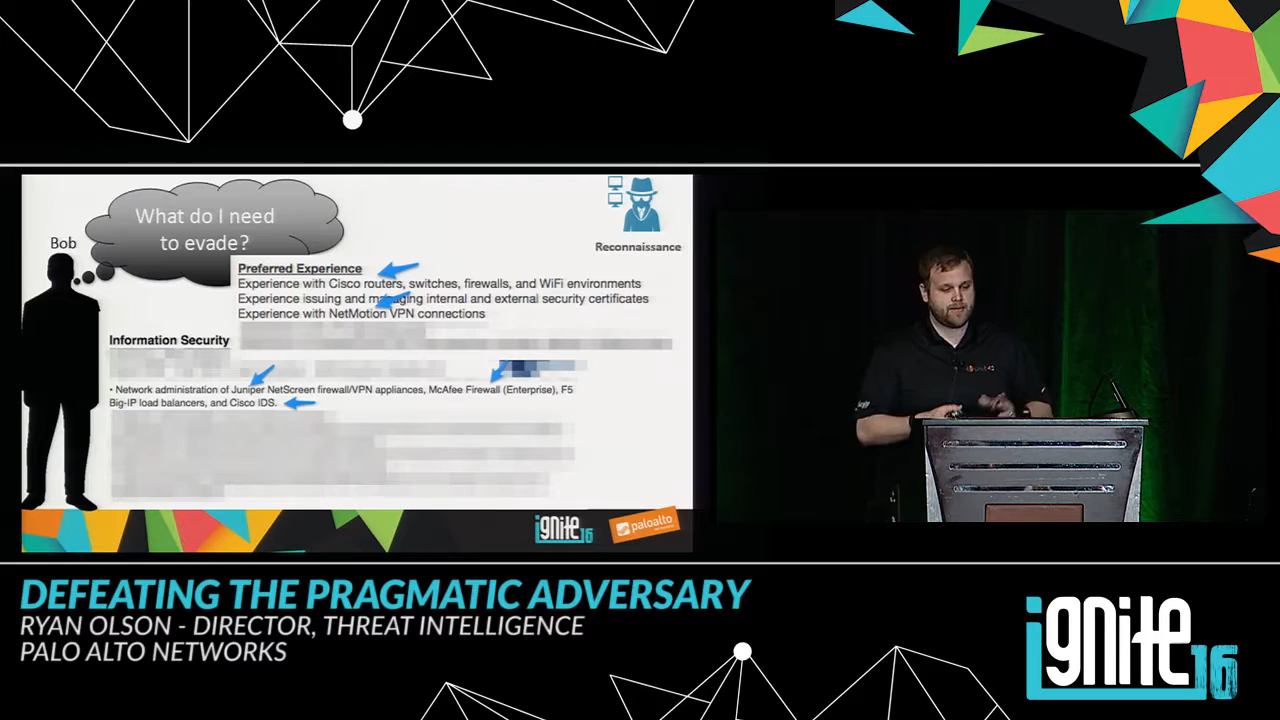 What do I need
to evade?
Bob
Reconnaissance
Preferred Experience
Experience with Cisco routers, switches, firewalls, and WiFi environments
Experience issuing and managing internal and external security certificates
Experience with NetMotion VPN connections
Information Security
• Network administration of Juniper NetScreen firewall/VPN appliances, McAfee Firewall (Enterprise), F5
Big-IP load balancers, and Cisco IDS.
ignite16
paloalto
DEFEATING THE PRAGMATIC ADVERSARY
RYAN OLSON - DIRECTOR, THREAT INTELLIGENCE
PALO ALTO NETWORKS
ignite16